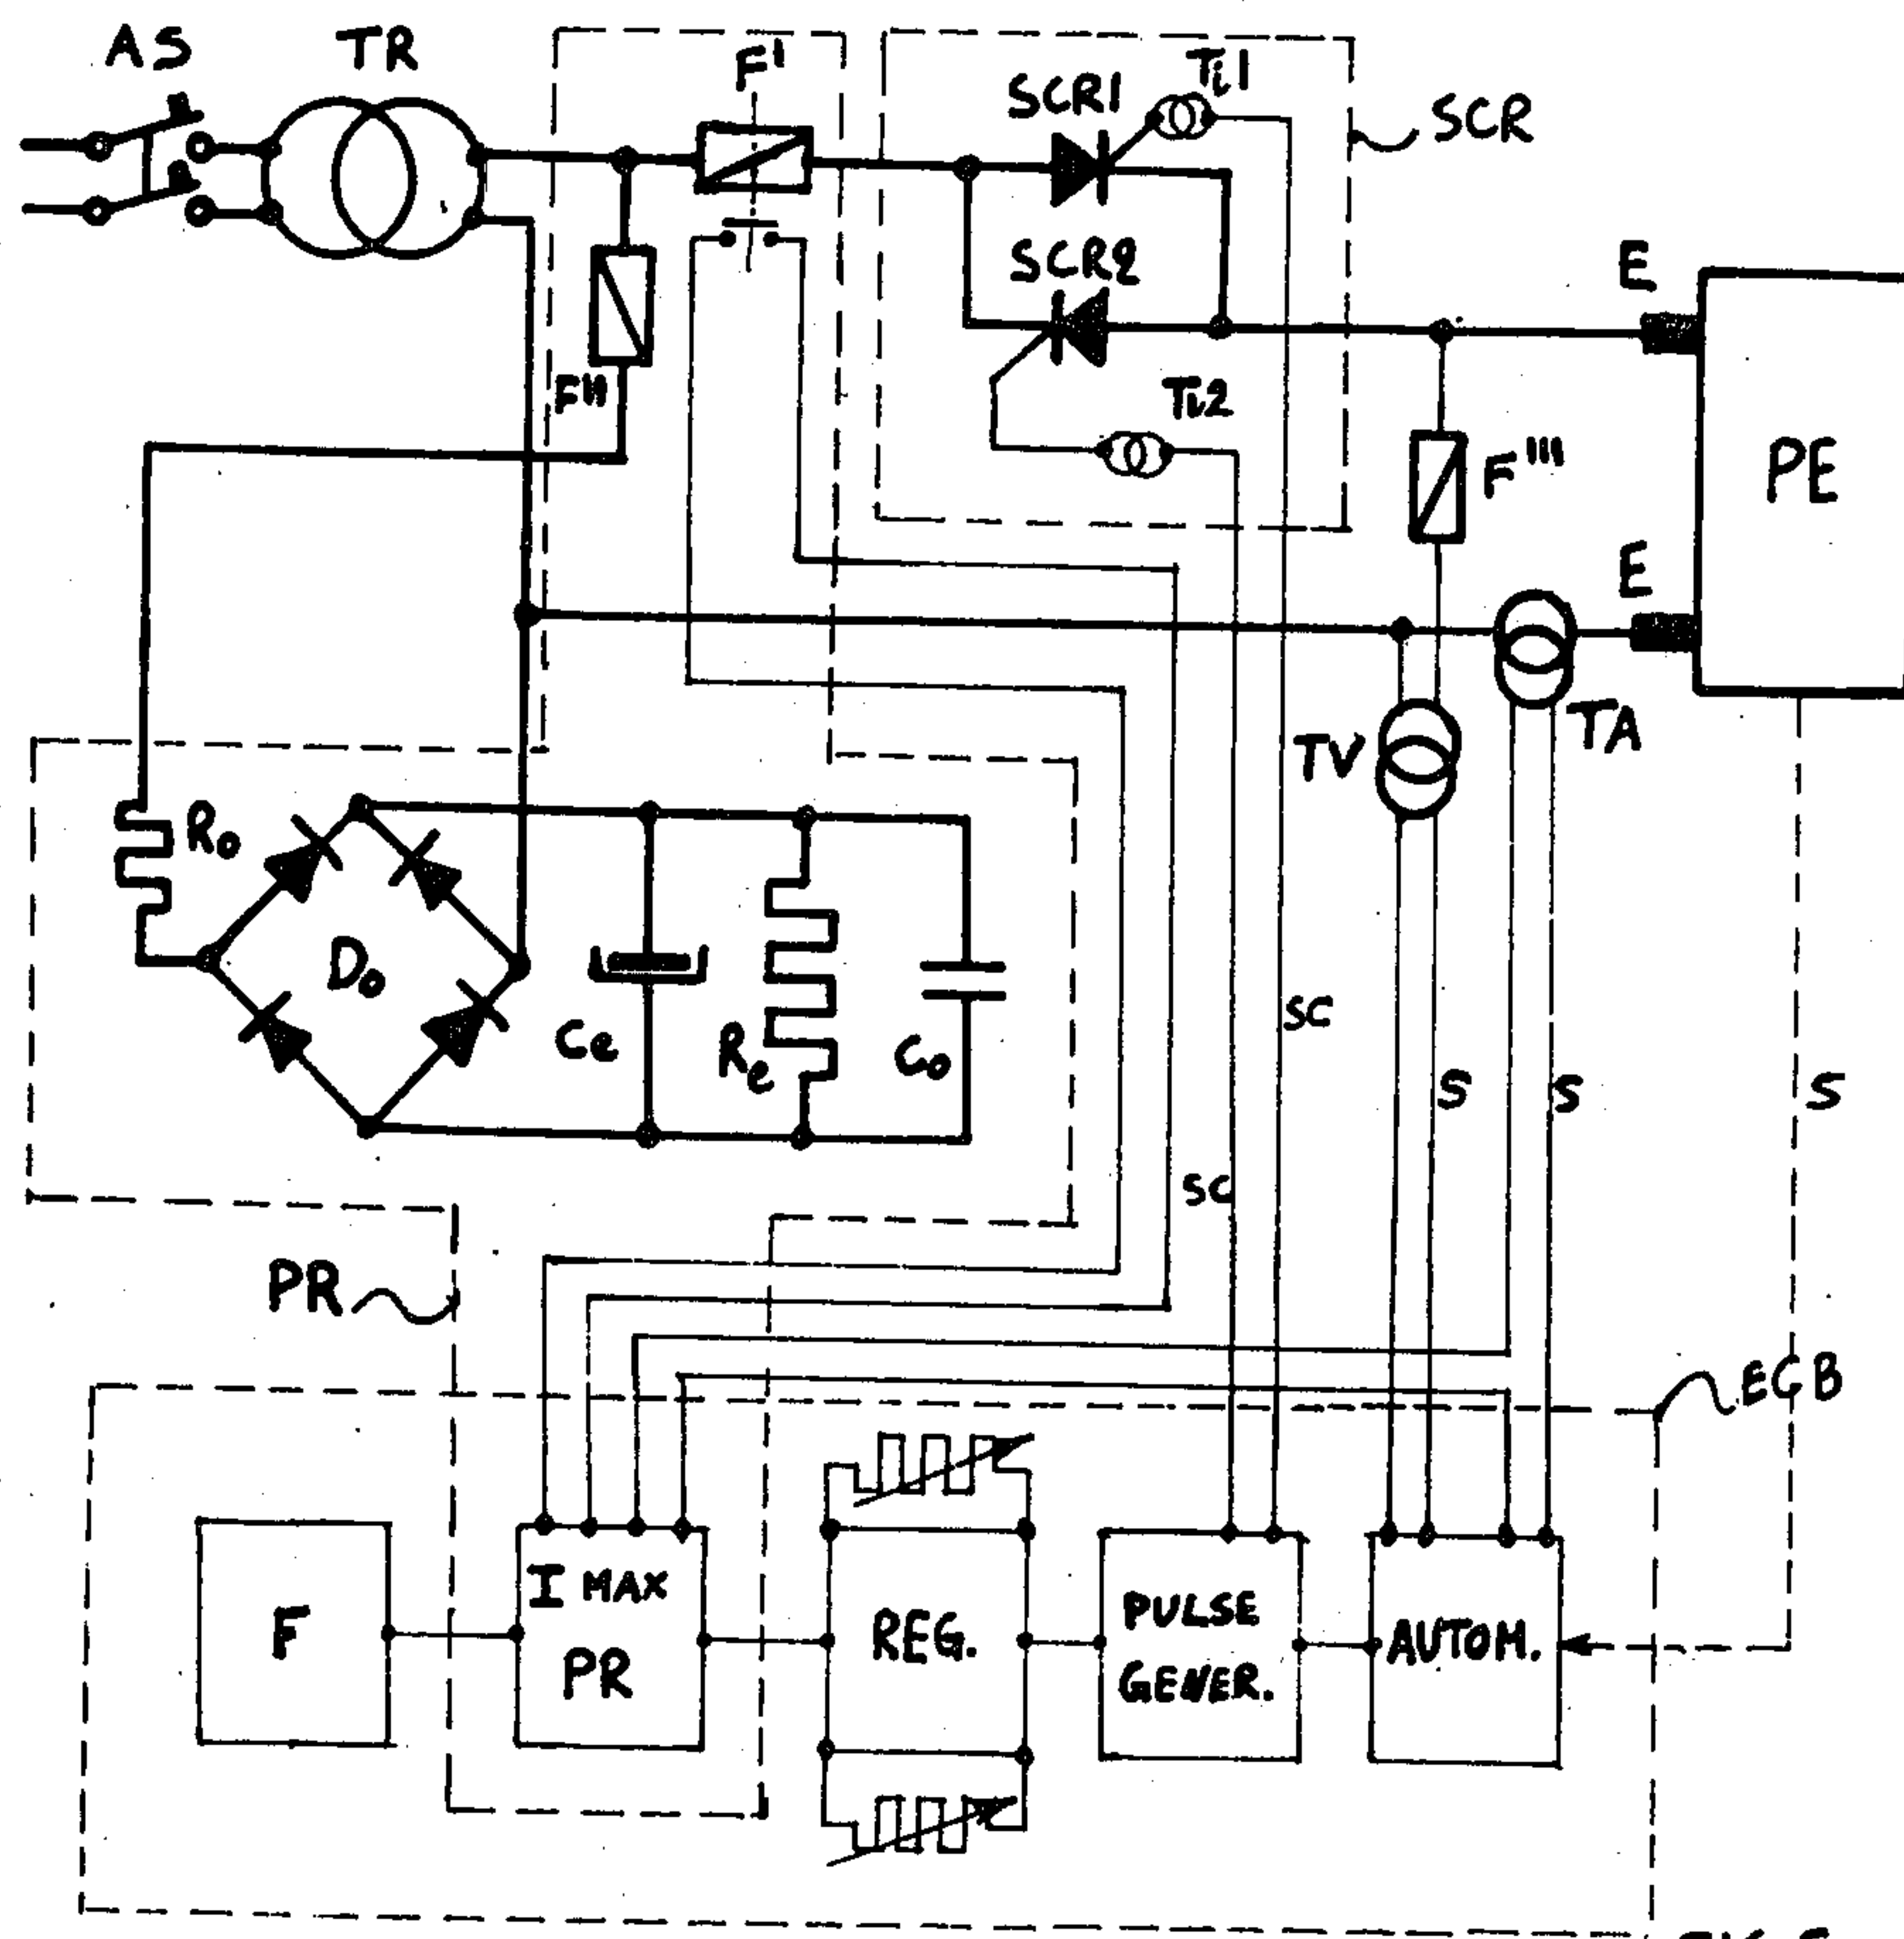 AS
TR
F'
SCR1
Ti1
SCR
SCR2
E
F"
Ti2
F'''
PE
E
TV
TA
Ro
Do
Ce
Re
Co
SC
S
S
S
SC
PR
ECB
F
I MAX
PR
REG.
PULSE
GENER.
AUTOM.